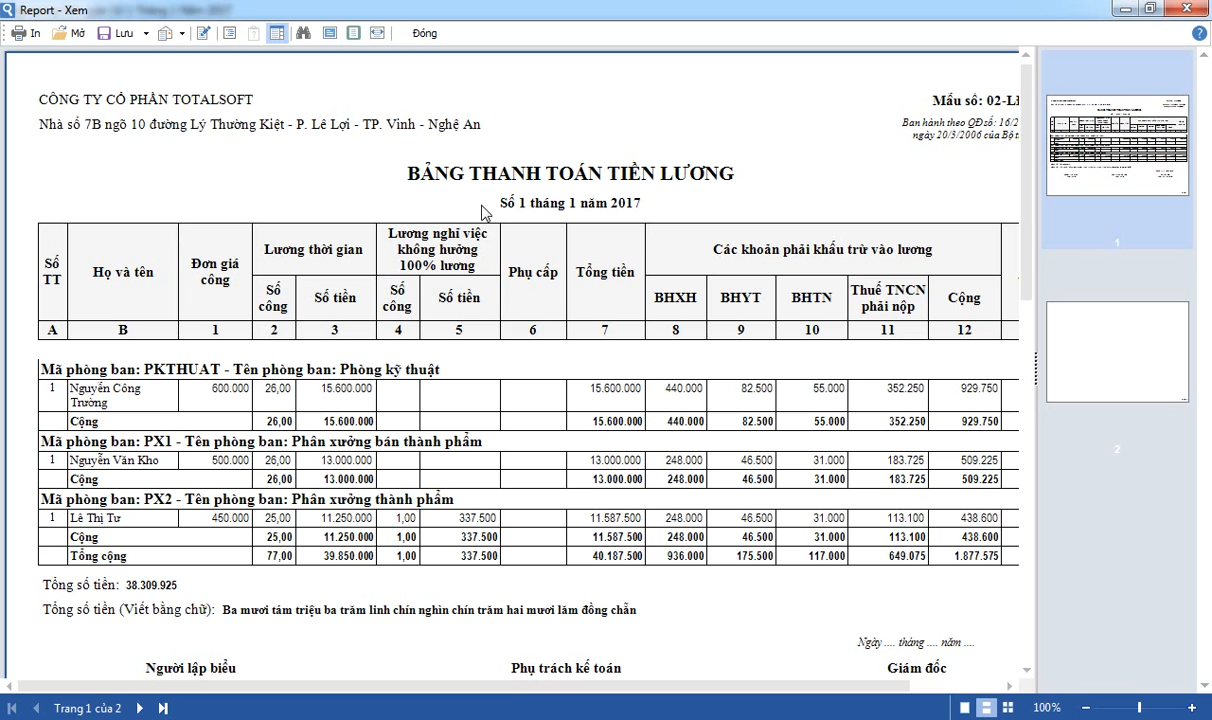 Report - Xem
In Mở Lưu Đóng
CÔNG TY CỔ PHẦN TOTALSOFT
Nhà số 7B ngõ 10 đường Lý Thường Kiệt - P. Lê Lợi - TP. Vinh - Nghệ An
Mẫu số: 02-
Ban hành theo QĐ số: 16/2
ngày 20/3/2006 của Bộ
BẢNG THANH TOÁN TIỀN LƯƠNG
Số 1 tháng 1 năm 2017
Số TT Họ và tên Đơn giá công Lương thời gian Lương nghỉ việc không hưởng 100% lương Phụ cấp Tổng tiền Các khoản phải khấu trừ vào lương
Số công Số tiền Số công Số tiền BHXH BHYT BHTN Thuế TNCN phải nộp Cộng
A B 1 2 3 4 5 6 7 8 9 10 11 12
Mã phòng ban: PKTHUAT - Tên phòng ban: Phòng kỹ thuật
1 Nguyễn Công Trường 600.000 26,00 15.600.000 15.600.000 440.000 82.500 55.000 352.250 929.750
Cộng 26,00 15.600.000 15.600.000 440.000 82.500 55.000 352.250 929.750
Mã phòng ban: PX1 - Tên phòng ban: Phân xưởng bán thành phẩm
1 Nguyễn Văn Kho 500.000 26,00 13.000.000 13.000.000 248.000 46.500 31.000 183.725 509.225
Cộng 26,00 13.000.000 13.000.000 248.000 46.500 31.000 183.725 509.225
Mã phòng ban: PX2 - Tên phòng ban: Phân xưởng thành phẩm
1 Lê Thị Tư 450.000 25,00 11.250.000 1,00 337.500 11.587.500 248.000 46.500 31.000 113.100 438.600
Cộng 25,00 11.250.000 1,00 337.500 11.587.500 248.000 46.500 31.000 113.100 438.600
Tổng cộng 77,00 39.850.000 1,00 337.500 40.187.500 936.000 175.500 117.000 649.075 1.877.575
Tổng số tiền: 38.309.925
Tổng số tiền (Viết bằng chữ): Ba mươi tám triệu ba trăm linh chín nghìn chín trăm hai mươi lăm đồng chẵn
Ngày .... tháng .... năm ....
Người lập biểu Phụ trách kế toán Giám đốc
1
2
Trang 1 của 2
100%